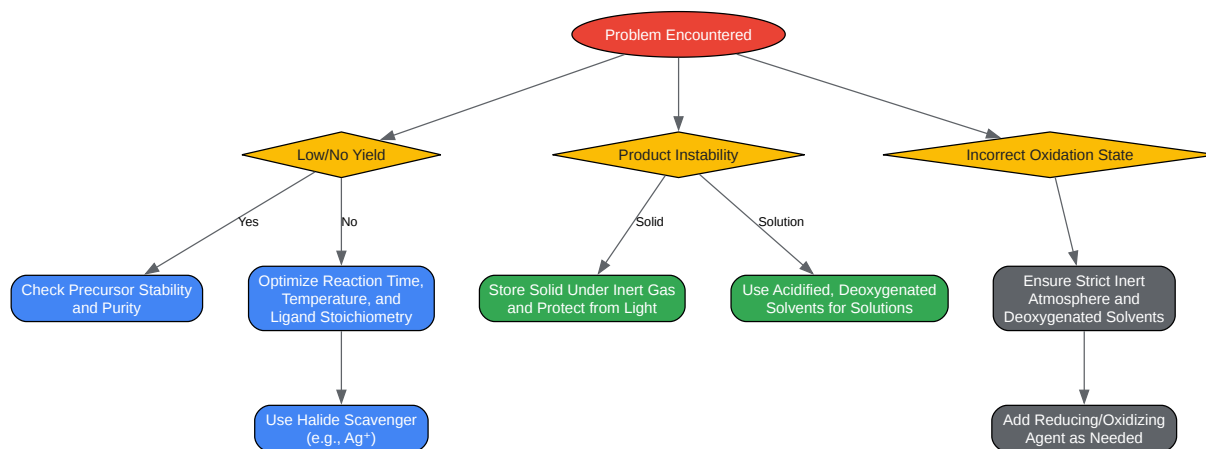 Problem Encountered
Low/No Yield
Product Instability
Incorrect Oxidation State
Yes
No
Solid
Solution
Check Precursor Stability
and Purity
Optimize Reaction Time,
Temperature, and
Ligand Stoichiometry
Store Solid Under Inert Gas
and Protect from Light
Use Acidified, Deoxygenated
Solvents for Solutions
Ensure Strict Inert
Atmosphere and
Deoxygenated Solvents
Use Halide Scavenger
(e.g., Ag⁺)
Add Reducing/Oxidizing
Agent as Needed